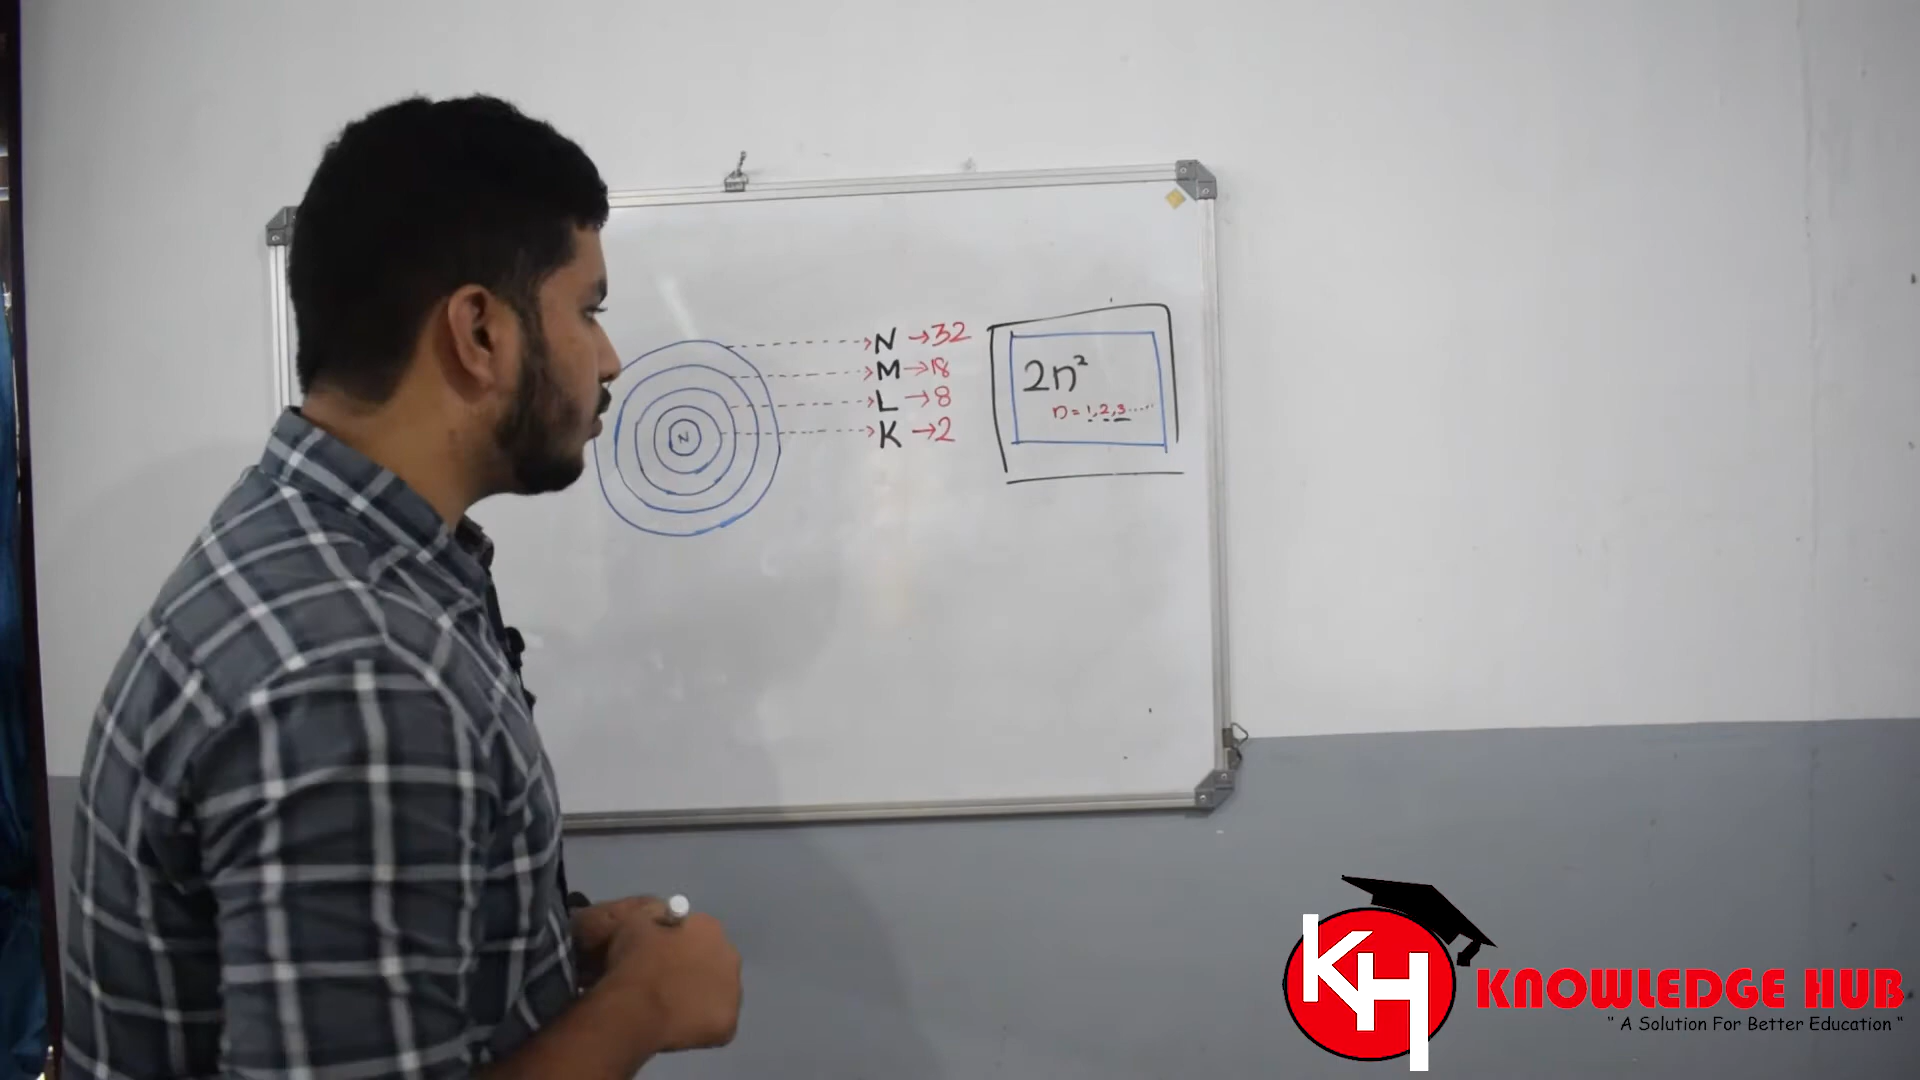 N →32
M →18
L →8
K →2
N
2n²
n = 1,2,3.....
KH
KNOWLEDGE HUB
" A Solution For Better Education "